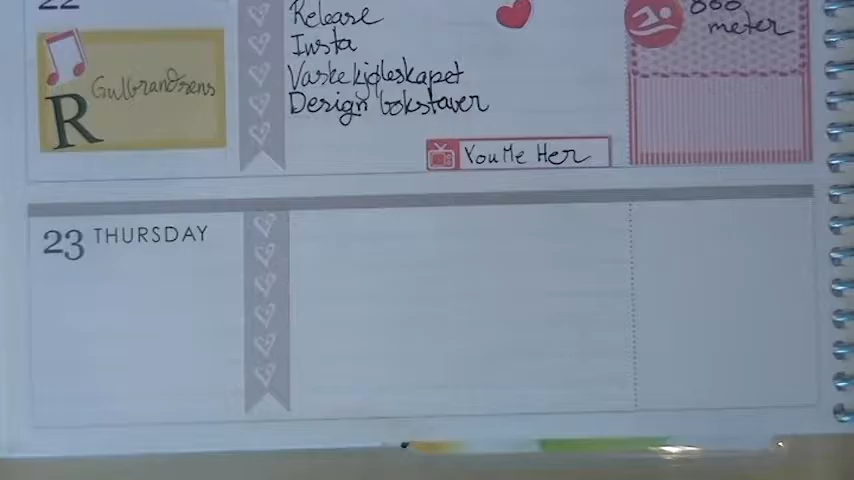 22
Release
Insta
Vaskekjøleskapet
Design bokstaver
Gulbrandsens
R
800
meter
You Me Her
23 THURSDAY